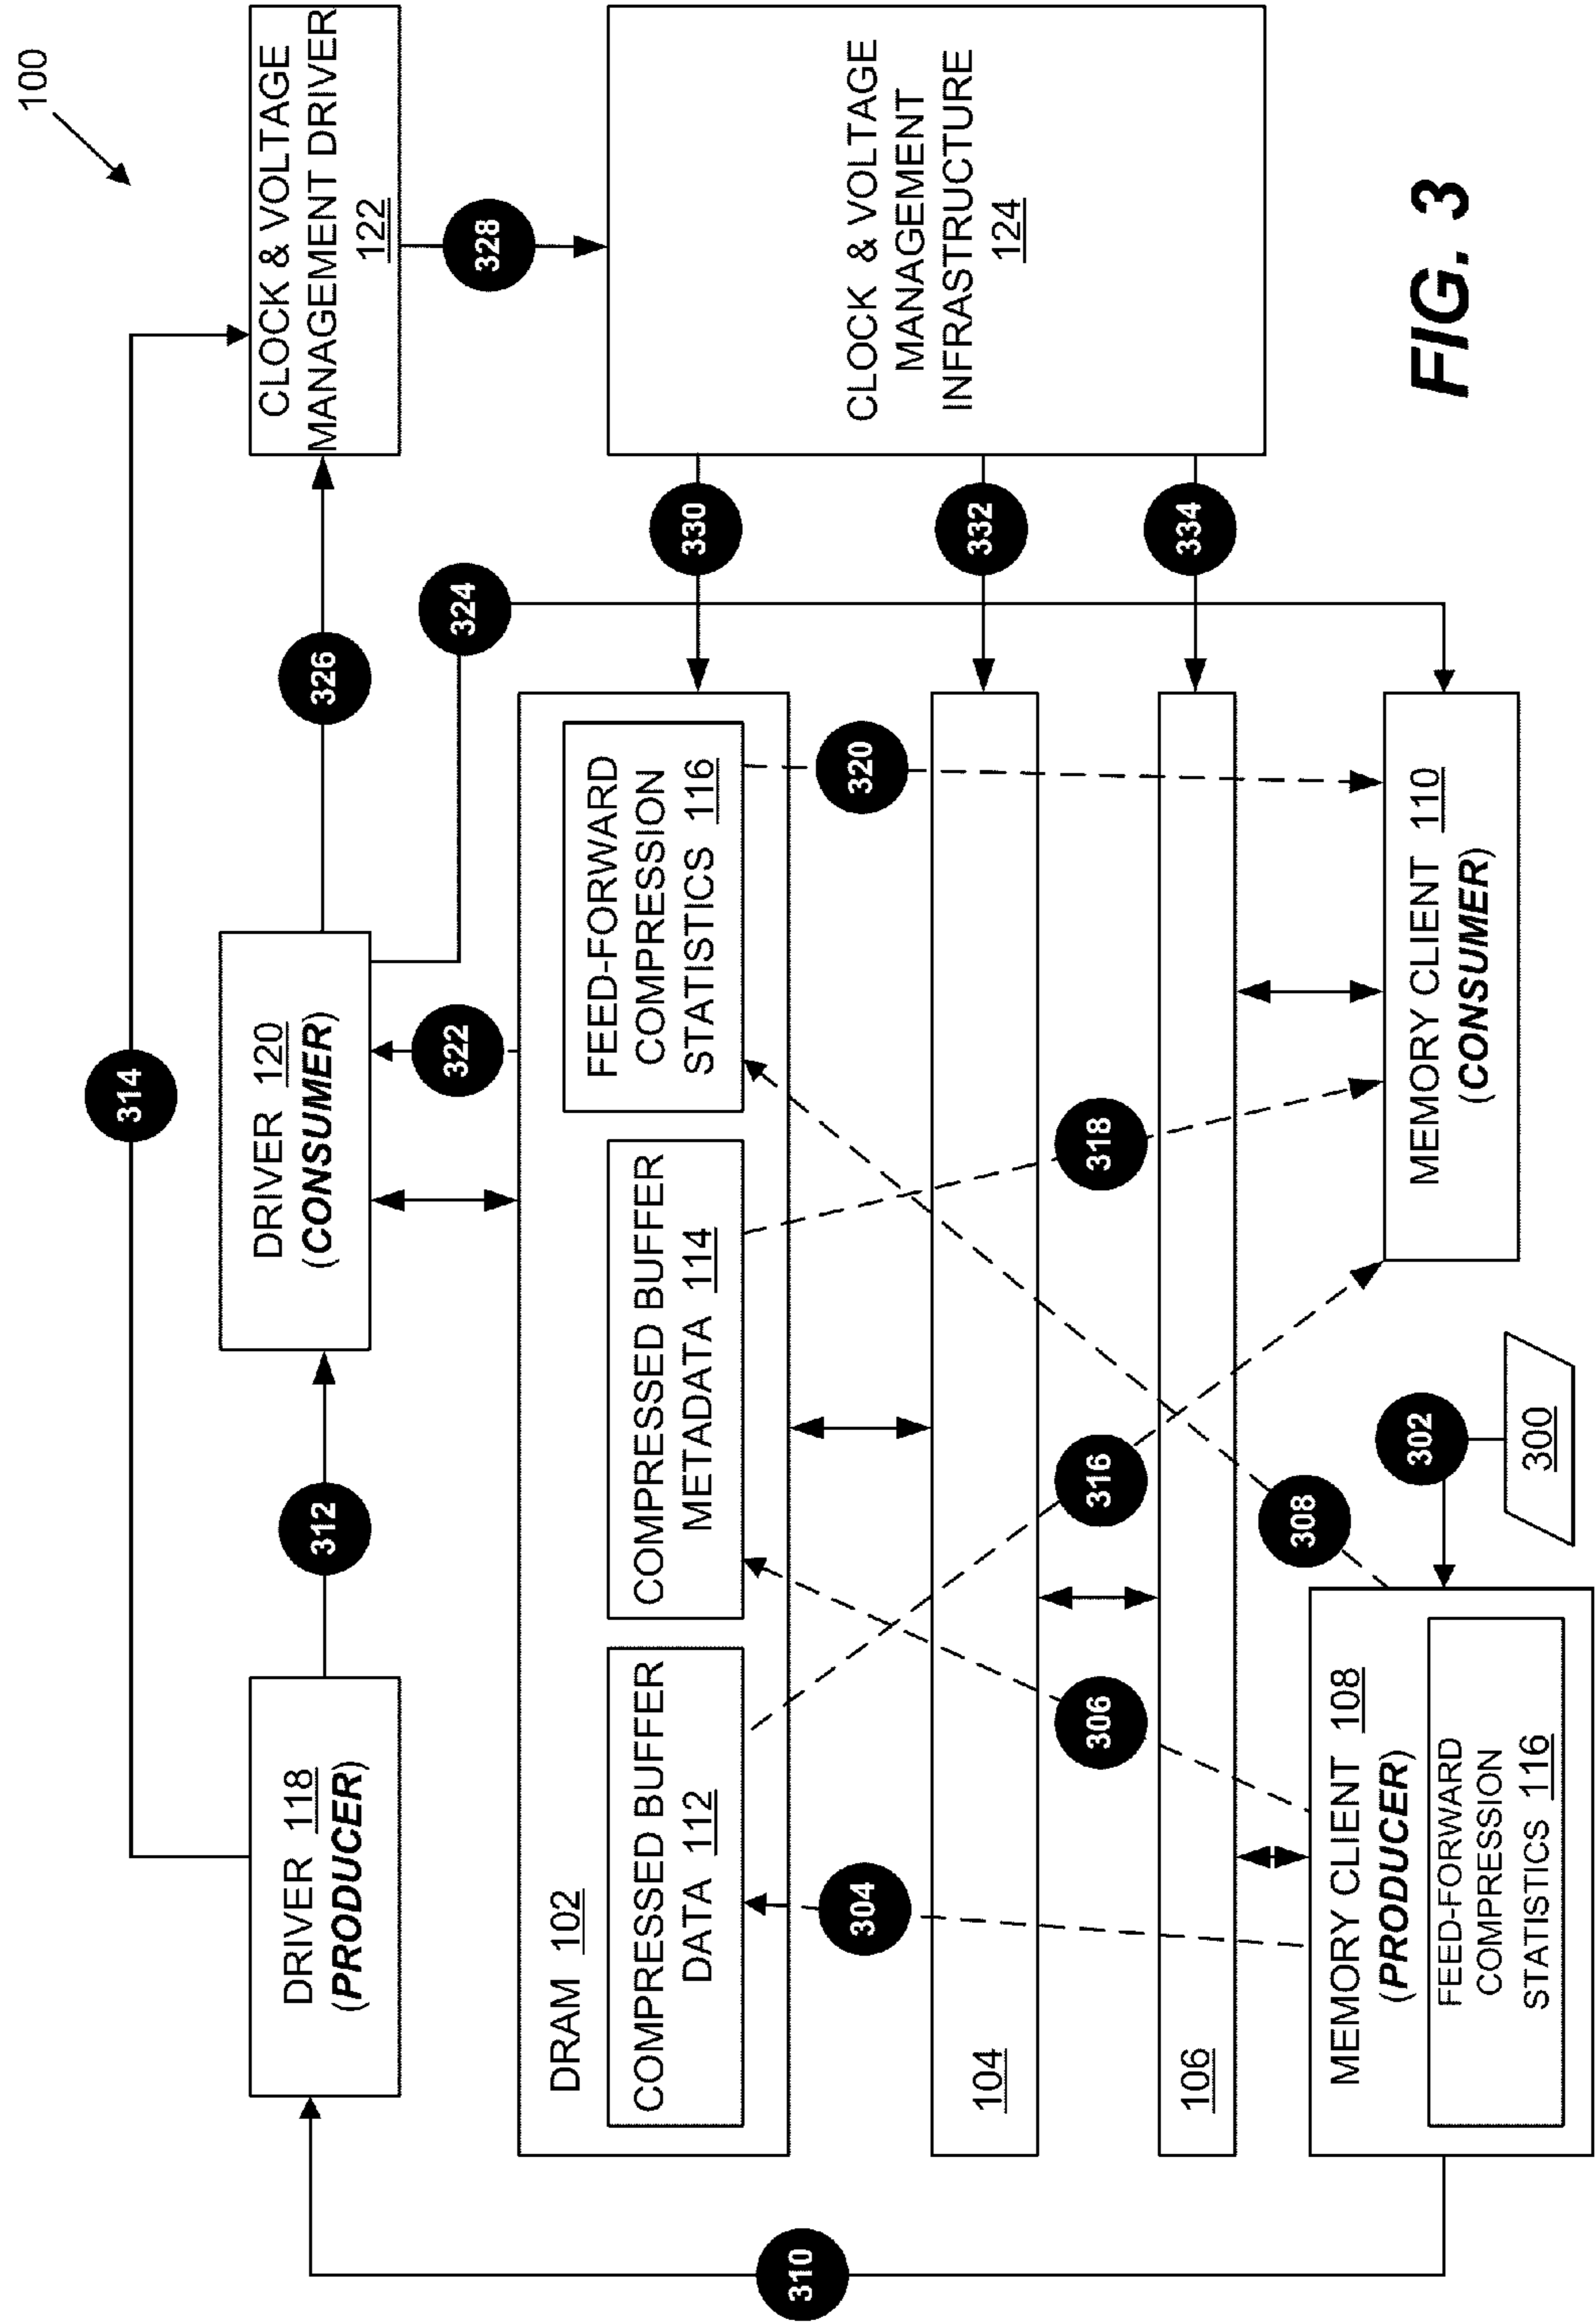 100
314
DRIVER 118
(PRODUCER)
312
DRIVER 120
(CONSUMER)
326
CLOCK & VOLTAGE
MANAGEMENT DRIVER
122
322
324
328
310
DRAM 102
COMPRESSED BUFFER
DATA 112
COMPRESSED BUFFER
METADATA 114
FEED-FORWARD
COMPRESSION
STATISTICS 116
330
CLOCK & VOLTAGE
MANAGEMENT
INFRASTRUCTURE
124
304
320
104
332
306
316
318
106
334
308
MEMORY CLIENT 108
(PRODUCER)
FEED-FORWARD
COMPRESSION
STATISTICS 116
302
300
MEMORY CLIENT 110
(CONSUMER)
FIG. 3